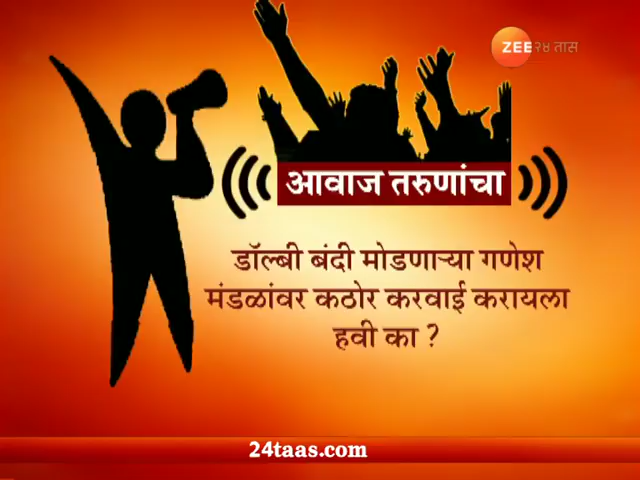 ZEE २४ तास
आवाज तरुणांचा
डॉल्बी बंदी मोडणाऱ्या गणेश
मंडळांवर कठोर करवाई करायला
हवी का ?
24taas.com